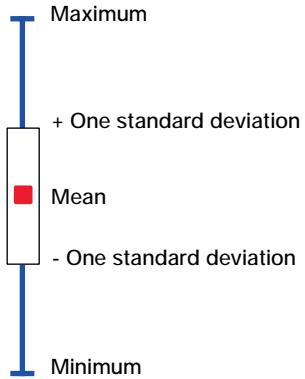 Maximum
+ One standard deviation
Mean
- One standard deviation
Minimum